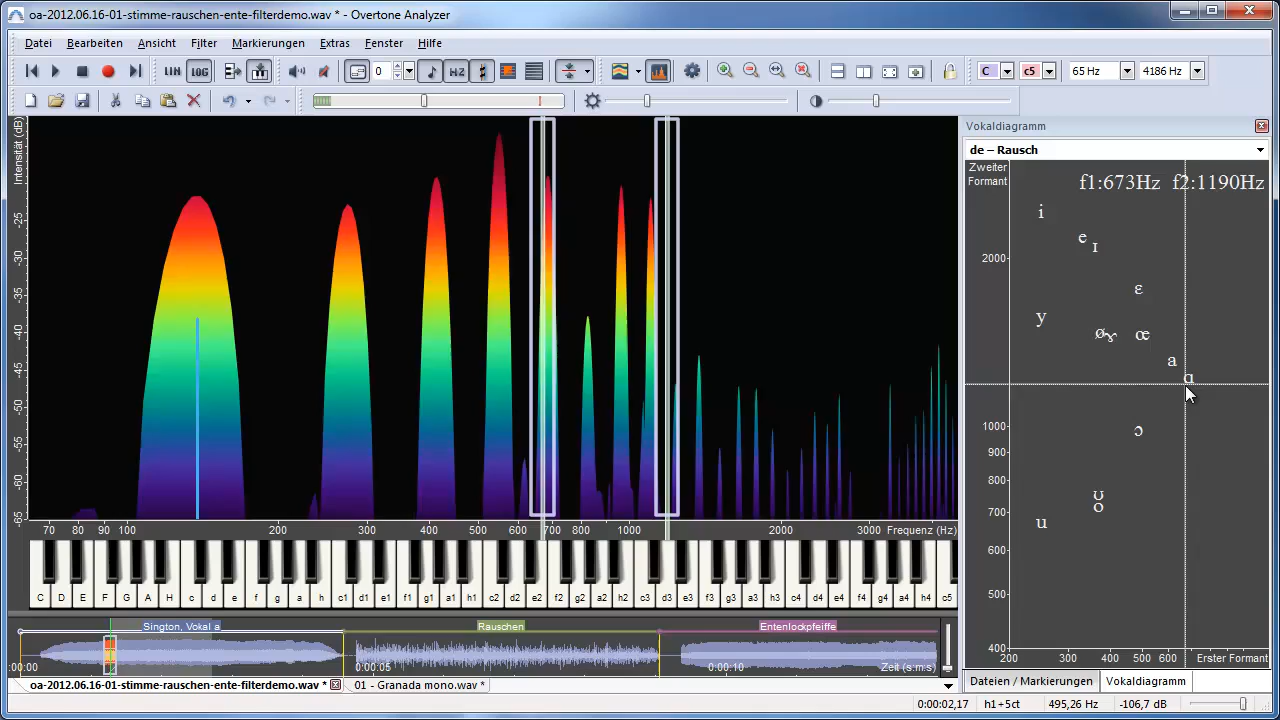 oa-2012.06.16-01-stimme-rauschen-ente-filterdemo.wav * - Overtone Analyzer
Datei Bearbeiten Ansicht Filter Markierungen Extras Fenster Hilfe
LIN LOG 0 HZ C c5 65 Hz 4186 Hz
Vokaldiagramm
de – Rausch
Intensität (dB)
-25
-30
-35
-40
-45
-50
-55
-60
-65
70 80 90 100 200 300 400 500 600 700 800 1000 2000 3000 Frequenz (Hz)
C D E F G A H c d e f g a h c1 d1 e1 f1 g1 a1 h1 c2 d2 e2 f2 g2 a2 h2 c3 d3 e3 f3 g3 a3 h3 c4 d4 e4 f4 g4 a4 h4 c5
Zweiter
Formant
f1:673Hz f2:1190Hz
i
e
ɪ
2000
ɛ
y
øɤ œ
a
ɑ
1000
ɔ
900
800
ʊ
o
700
u
600
500
400
200 300 400 500 600 Erster Formant
Sington, Vokal a Rauschen Entenlockpfeiffe
:00:00 0:00:05 0:00:10 Zeit (s:m:s)
oa-2012.06.16-01-stimme-rauschen-ente-filterdemo.wav * 01 - Granada mono.wav *
Dateien / Markierungen Vokaldiagramm
0:00:02,17 h1+5ct 495,26 Hz -106,7 dB